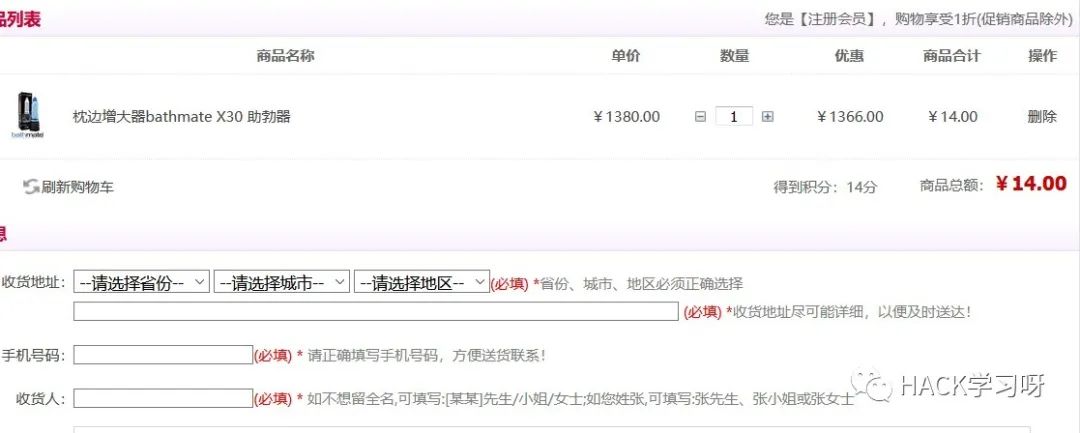 品列表
您是【注册会员】，购物享受1折(促销商品除外)
商品名称 单价 数量 优惠 商品合计 操作
枕边增大器bathmate X30 助勃器 ￥1380.00 1 ￥1366.00 ￥14.00 删除
bathmate
刷新购物车 得到积分：14分 商品总额：￥14.00
息
收货地址： --请选择省份-- --请选择城市-- --请选择地区-- (必填) *省份、城市、地区必须正确选择
(必填) *收货地址尽可能详细，以便及时送达！
手机号码： (必填) * 请正确填写手机号码，方便送货联系！
收货人： (必填) * 如不想留全名,可填写:[某某]先生/小姐/女士;如您姓张,可填写:张先生、张小姐或张女士
HACK学习呀